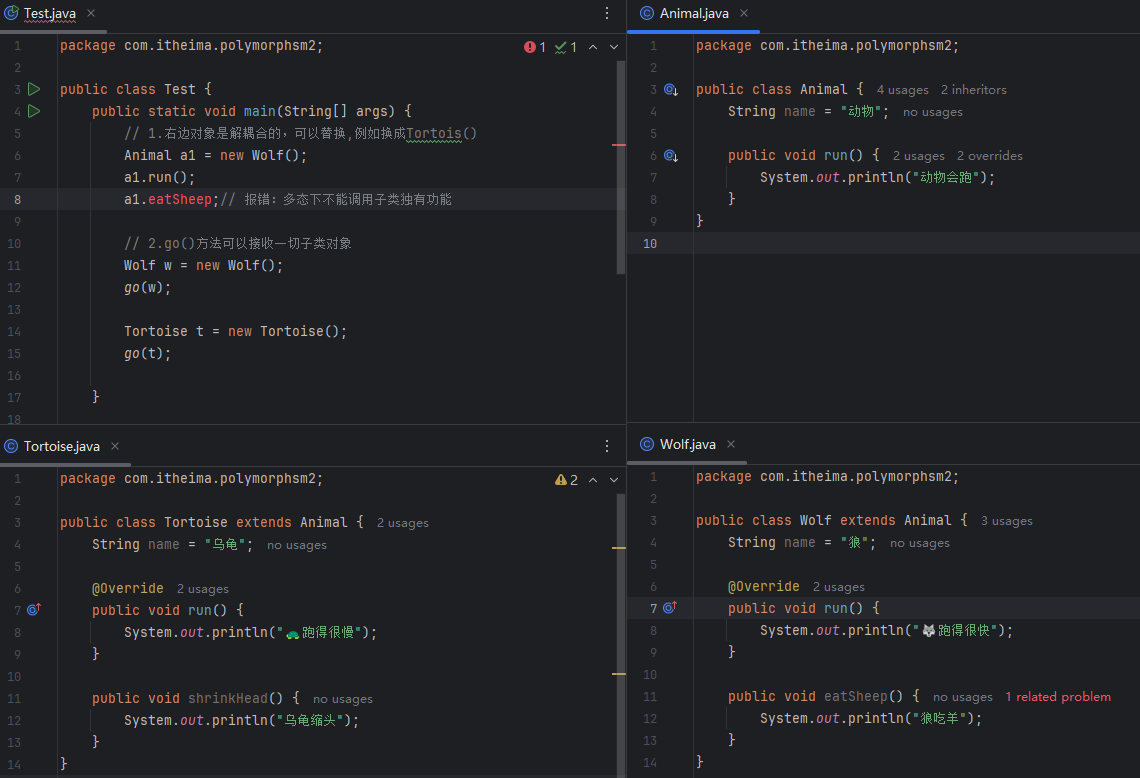 Test.java
1 package com.itheima.polymorphsm2; 1 1
2
3 public class Test {
4 public static void main(String[] args) {
5 // 1.右边对象是解耦合的，可以替换,例如换成Tortois()
6 Animal a1 = new Wolf();
7 a1.run();
8 a1.eatSheep;// 报错：多态下不能调用子类独有功能
9
10 // 2.go()方法可以接收一切子类对象
11 Wolf w = new Wolf();
12 go(w);
13
14 Tortoise t = new Tortoise();
15 go(t);
16
17 }
18
Animal.java
1 package com.itheima.polymorphsm2;
2
3 public class Animal { 4 usages 2 inheritors
4 String name = "动物"; no usages
5
6 public void run() { 2 usages 2 overrides
7 System.out.println("动物会跑");
8 }
9 }
10
Tortoise.java
1 package com.itheima.polymorphsm2; 2
2
3 public class Tortoise extends Animal { 2 usages
4 String name = "乌龟"; no usages
5
6 @Override 2 usages
7 public void run() {
8 System.out.println("🐢跑得很慢");
9 }
10
11 public void shrinkHead() { no usages
12 System.out.println("乌龟缩头");
13 }
14 }
Wolf.java
1 package com.itheima.polymorphsm2;
2
3 public class Wolf extends Animal { 3 usages
4 String name = "狼"; no usages
5
6 @Override 2 usages
7 public void run() {
8 System.out.println("🐺跑得很快");
9 }
10
11 public void eatSheep() { no usages 1 related problem
12 System.out.println("狼吃羊");
13 }
14 }